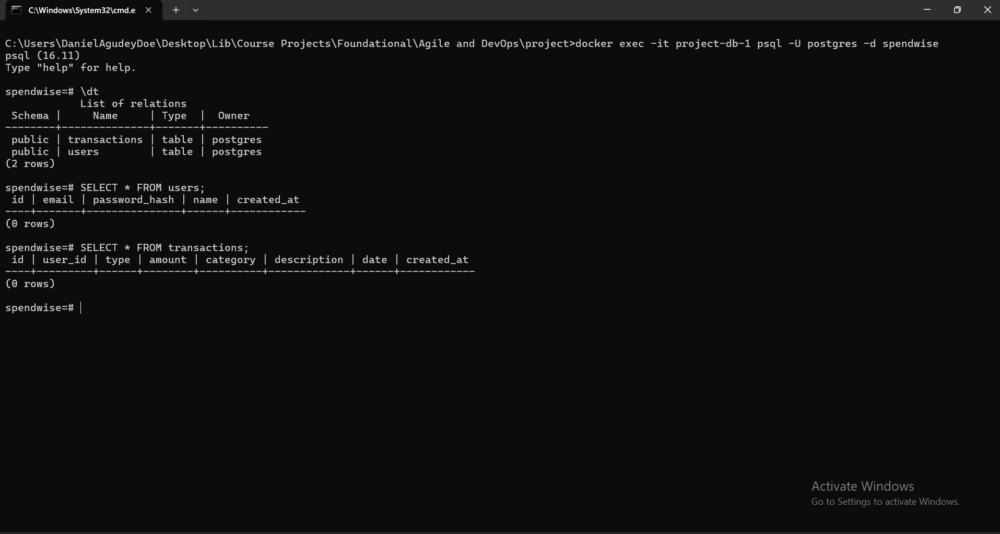 C:\Windows\System32\cmd.e
C:\Users\DanielAgudeyDoe\Desktop\Lib\Course Projects\Foundational\Agile and DevOps\project>docker exec -it project-db-1 psql -U postgres -d spendwise
psql (16.11)
Type "help" for help.
spendwise=# \dt
List of relations
Schema | Name | Type | Owner
--------+--------------+-------+----------
public | transactions | table | postgres
public | users | table | postgres
(2 rows)
spendwise=# SELECT * FROM users;
id | email | password_hash | name | created_at
----+-------+---------------+------+------------
(0 rows)
spendwise=# SELECT * FROM transactions;
id | user_id | type | amount | category | description | date | created_at
----+---------+------+--------+----------+-------------+------+------------
(0 rows)
spendwise=#
Activate Windows
Go to Settings to activate Windows.